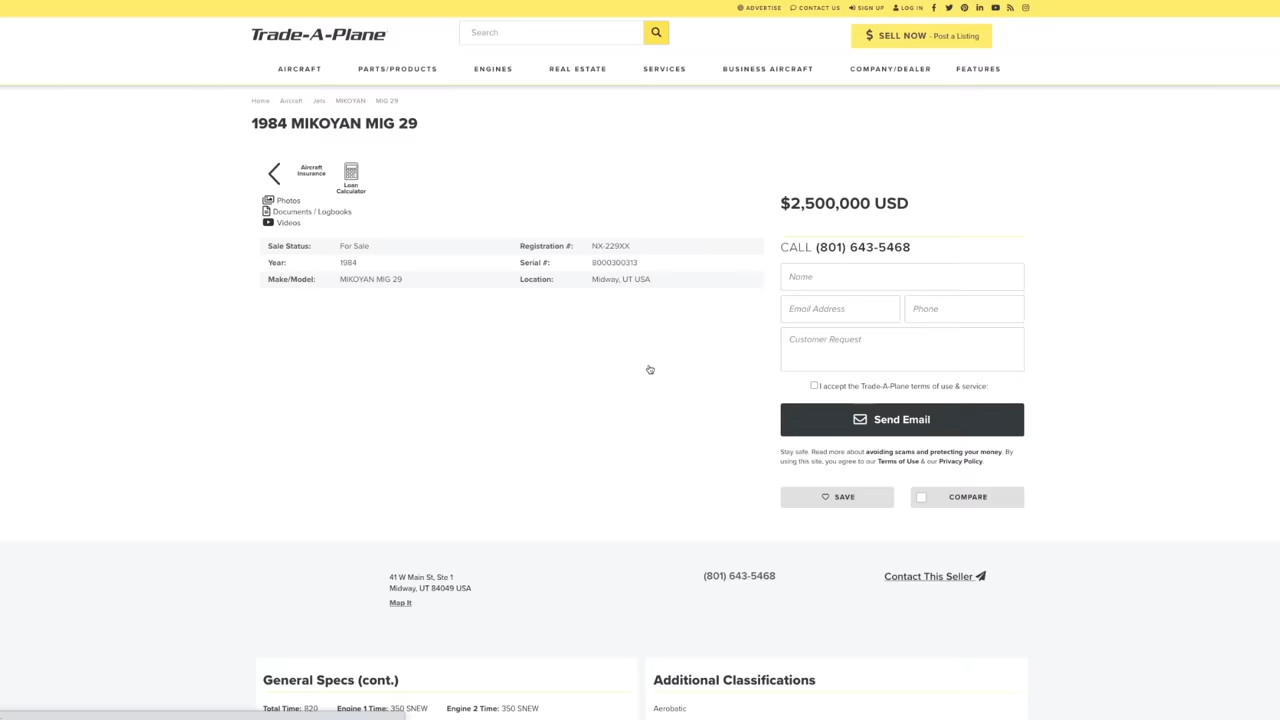 ADVERTISE CONTACT US SIGN UP LOG IN
Trade-A-Plane
Search
$ SELL NOW - Post a Listing
AIRCRAFT PARTS/PRODUCTS ENGINES REAL ESTATE SERVICES BUSINESS AIRCRAFT COMPANY/DEALER FEATURES
Home Aircraft Jets MIKOYAN MIG 29
1984 MIKOYAN MIG 29
Aircraft
Insurance
Loan
Calculator
Photos
Documents / Logbooks
Videos
$2,500,000 USD
Sale Status: For Sale Registration #: NX-229XX
Year: 1984 Serial #: 8000300313
Make/Model: MIKOYAN MIG 29 Location: Midway, UT USA
CALL (801) 643-5468
Name
Email Address Phone
Customer Request
I accept the Trade-A-Plane terms of use & service:
Send Email
Stay safe. Read more about avoiding scams and protecting your money. By
using this site, you agree to our Terms of Use & our Privacy Policy.
SAVE COMPARE
41 W Main St, Ste 1
Midway, UT 84049 USA
Map It
(801) 643-5468
Contact This Seller
General Specs (cont.)
Total Time: 820 Engine 1 Time: 350 SNEW Engine 2 Time: 350 SNEW
Additional Classifications
Aerobatic